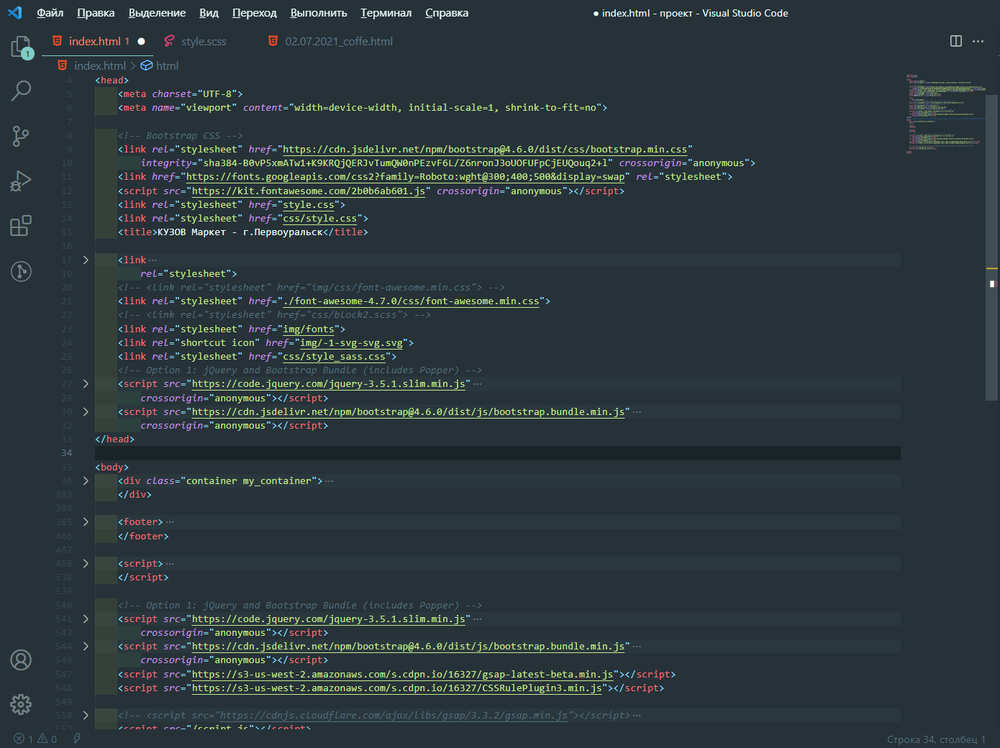 Файл Правка Выделение Вид Переход Выполнить Терминал Справка ● index.html - проект - Visual Studio Code
index.html 1 ● style.scss 02.07.2021_coffe.html
1
index.html > html
4 <head>
5 <meta charset="UTF-8">
6 <meta name="viewport" content="width=device-width, initial-scale=1, shrink-to-fit=no">
7
8 <!-- Bootstrap CSS -->
9 <link rel="stylesheet" href="https://cdn.jsdelivr.net/npm/bootstrap@4.6.0/dist/css/bootstrap.min.css"
10 integrity="sha384-B0vP5xmATw1+K9KRQjQERJvTumQW0nPEzvF6L/Z6nronJ3oUOFUFpCjEUQouq2+l" crossorigin="anonymous">
11 <link href="https://fonts.googleapis.com/css2?family=Roboto:wght@300;400;500&display=swap" rel="stylesheet">
12 <script src="https://kit.fontawesome.com/2b0b6ab601.js" crossorigin="anonymous"></script>
13 <link rel="stylesheet" href="style.css">
14 <link rel="stylesheet" href="css/style.css">
15 <title>КУЗОВ Маркет - г.Первоуральск</title>
16
17 <link ···
19 rel="stylesheet">
20 <!-- <link rel="stylesheet" href="img/css/font-awesome.min.css"> -->
21 <link rel="stylesheet" href="./font-awesome-4.7.0/css/font-awesome.min.css">
22 <!-- <link rel="stylesheet" href="css/block2.scss"> -->
23 <link rel="stylesheet" href="img/fonts">
24 <link rel="shortcut icon" href="img/-1-svg-svg.svg">
25 <link rel="stylesheet" href="css/style_sass.css">
26 <!-- Option 1: jQuery and Bootstrap Bundle (includes Popper) -->
27 <script src="https://code.jquery.com/jquery-3.5.1.slim.min.js" ···
29 crossorigin="anonymous"></script>
30 <script src="https://cdn.jsdelivr.net/npm/bootstrap@4.6.0/dist/js/bootstrap.bundle.min.js" ···
32 crossorigin="anonymous"></script>
33 </head>
34
35 <body>
36 <div class="container my_container"> ···
383 </div>
384
385 <footer> ···
466 </footer>
467
468 <script> ···
538 </script>
539
540 <!-- Option 1: jQuery and Bootstrap Bundle (includes Popper) -->
541 <script src="https://code.jquery.com/jquery-3.5.1.slim.min.js" ···
543 crossorigin="anonymous"></script>
544 <script src="https://cdn.jsdelivr.net/npm/bootstrap@4.6.0/dist/js/bootstrap.bundle.min.js" ···
546 crossorigin="anonymous"></script>
547 <script src="https://s3-us-west-2.amazonaws.com/s.cdpn.io/16327/gsap-latest-beta.min.js"></script>
548 <script src="https://s3-us-west-2.amazonaws.com/s.cdpn.io/16327/CSSRulePlugin3.min.js"></script>
549
550 <!-- <script src="https://cdnjs.cloudflare.com/ajax/libs/gsap/3.3.2/gsap.min.js"></script> ···
552 <script src="/script.js"></script>
1 0 Строка 34, столбец 1